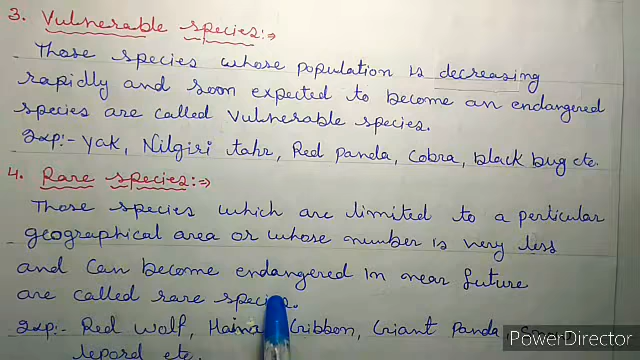 3. Vulnerable species:⇒
Those species whose population is decreasing
rapidly and soon expected to become an endangered
species are called Vulnerable species.
Exp:- Yak, Nilgiri tahr, Red Panda, Cobra, black bug etc.
4. Rare species:⇒
Those species which are limited to a perticular
geographical area or whose number is very less
and can become endangered in near future
are called rare species.
Exp:- Red wolf, Gribbon, Giant Panda,
lepord etc.
PowerDirector